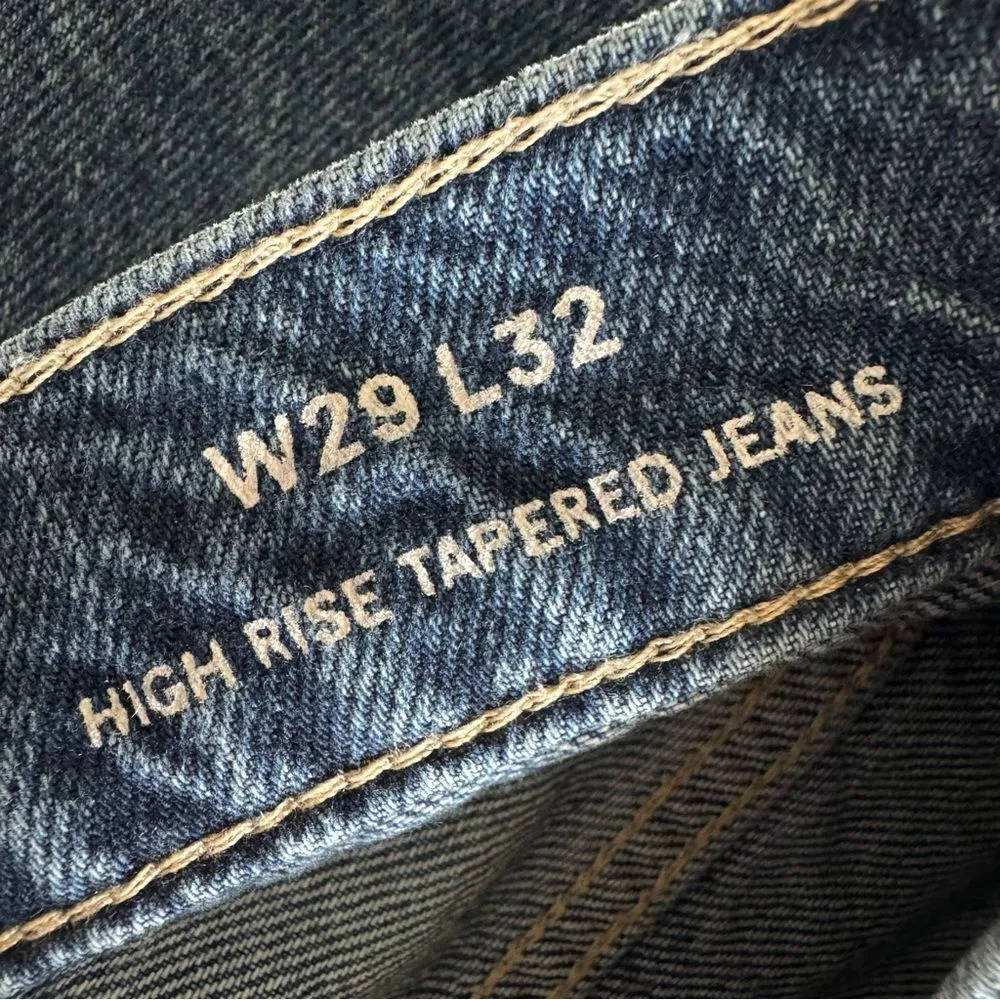 W29 L32
HIGH RISE TAPERED JEANS